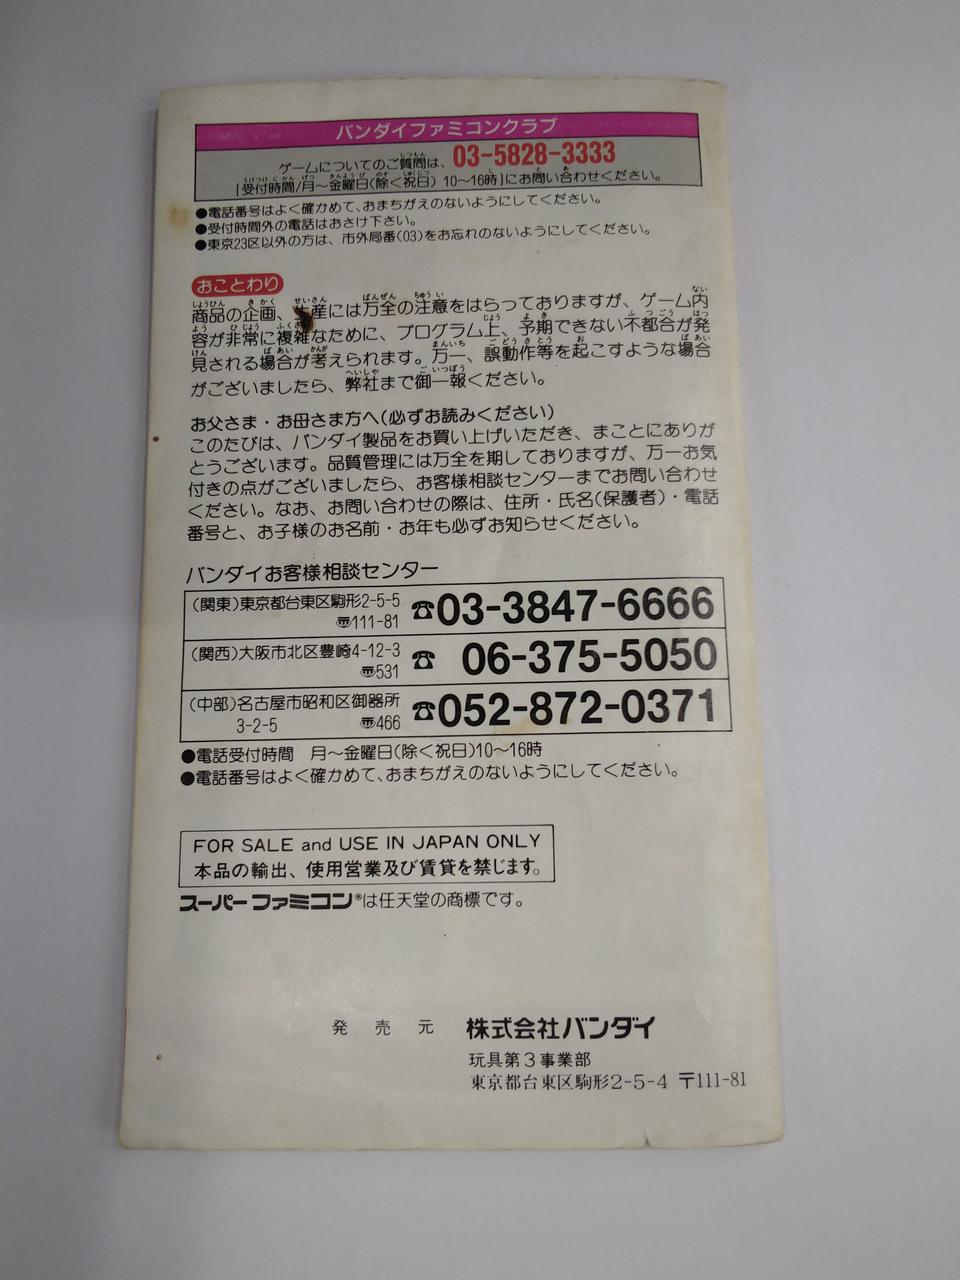 バンダイファミコンクラブ
ゲームについてのご質問は、03-5828-3333
[受付時間/月～金曜日(除く祝日) 10～16時]にお問い合わせください。
●電話番号はよく確かめて、おまちがえのないようにしてください。
●受付時間外の電話はおさけ下さい。
●東京23区以外の方は、市外局番(03)をお忘れのないようにしてください。
おことわり
商品の企画、生産には万全の注意をはらっておりますが、ゲーム内
容が非常に複雑なために、プログラム上、予期できない不都合が発
見される場合が考えられます。万一、誤動作等を起こすような場合
がございましたら、弊社まで御一報ください。
お父さま・お母さま方へ(必ずお読みください)
このたびは、バンダイ製品をお買い上げいただき、まことにありが
とうございます。品質管理には万全を期しておりますが、万一お気
付きの点がございましたら、お客様相談センターまでお問い合わせ
ください。なお、お問い合わせの際は、住所・氏名(保護者)・電話
番号と、お子様のお名前・お年も必ずお知らせください。
バンダイお客様相談センター
(関東)東京都台東区駒形2-5-5
〠111-81 ☎03-3847-6666
(関西)大阪市北区豊崎4-12-3
〠531 ☎06-375-5050
(中部)名古屋市昭和区御器所
3-2-5 〠466 ☎052-872-0371
●電話受付時間 月～金曜日(除く祝日)10～16時
●電話番号はよく確かめて、おまちがえのないようにしてください。
FOR SALE and USE IN JAPAN ONLY
本品の輸出、使用営業及び賃貸を禁じます。
スーパーファミコン®は任天堂の商標です。
発売元 株式会社バンダイ
玩具第3事業部
東京都台東区駒形2-5-4 〒111-81